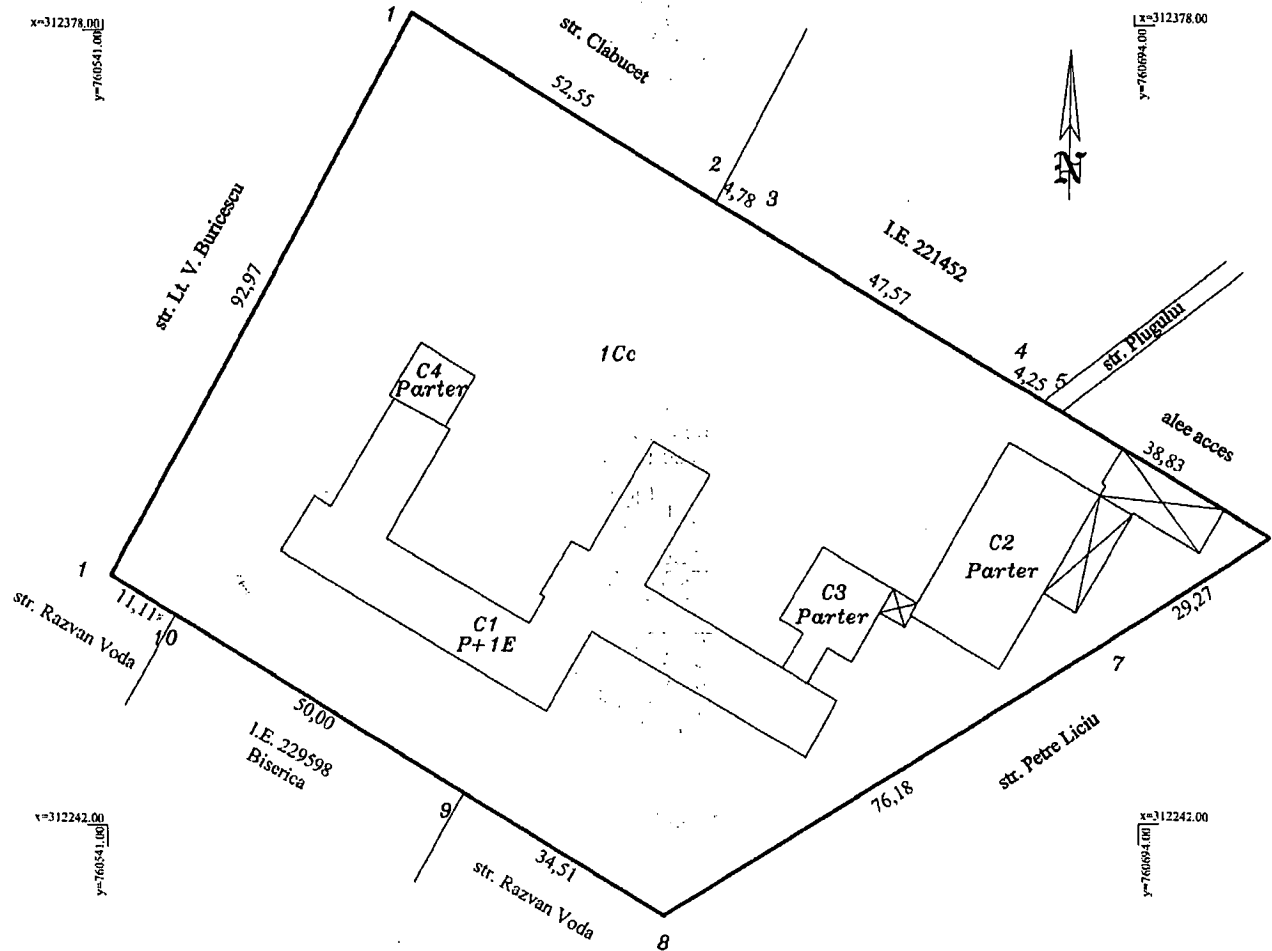 x=312378.00
y=760541.00
1
str. Clabucet
52,55
x=312378.00
y=760694.00
N
2
4,78
3
I.E. 221452
47,57
str. Lt. V. Buricescu
92,97
1Cc
4
4,25
5
str. Plugului
alee acces
38,83
C4
Parter
C2
Parter
C3
Parter
C1
P+1E
29,27
7
1
11,11
10
str. Razvan Voda
50,00
I.E. 229598
Biserica
str. Petre Liciu
76,18
9
34,51
str. Razvan Voda
8
x=312242.00
y=760541.00
x=312242.00
y=760694.00